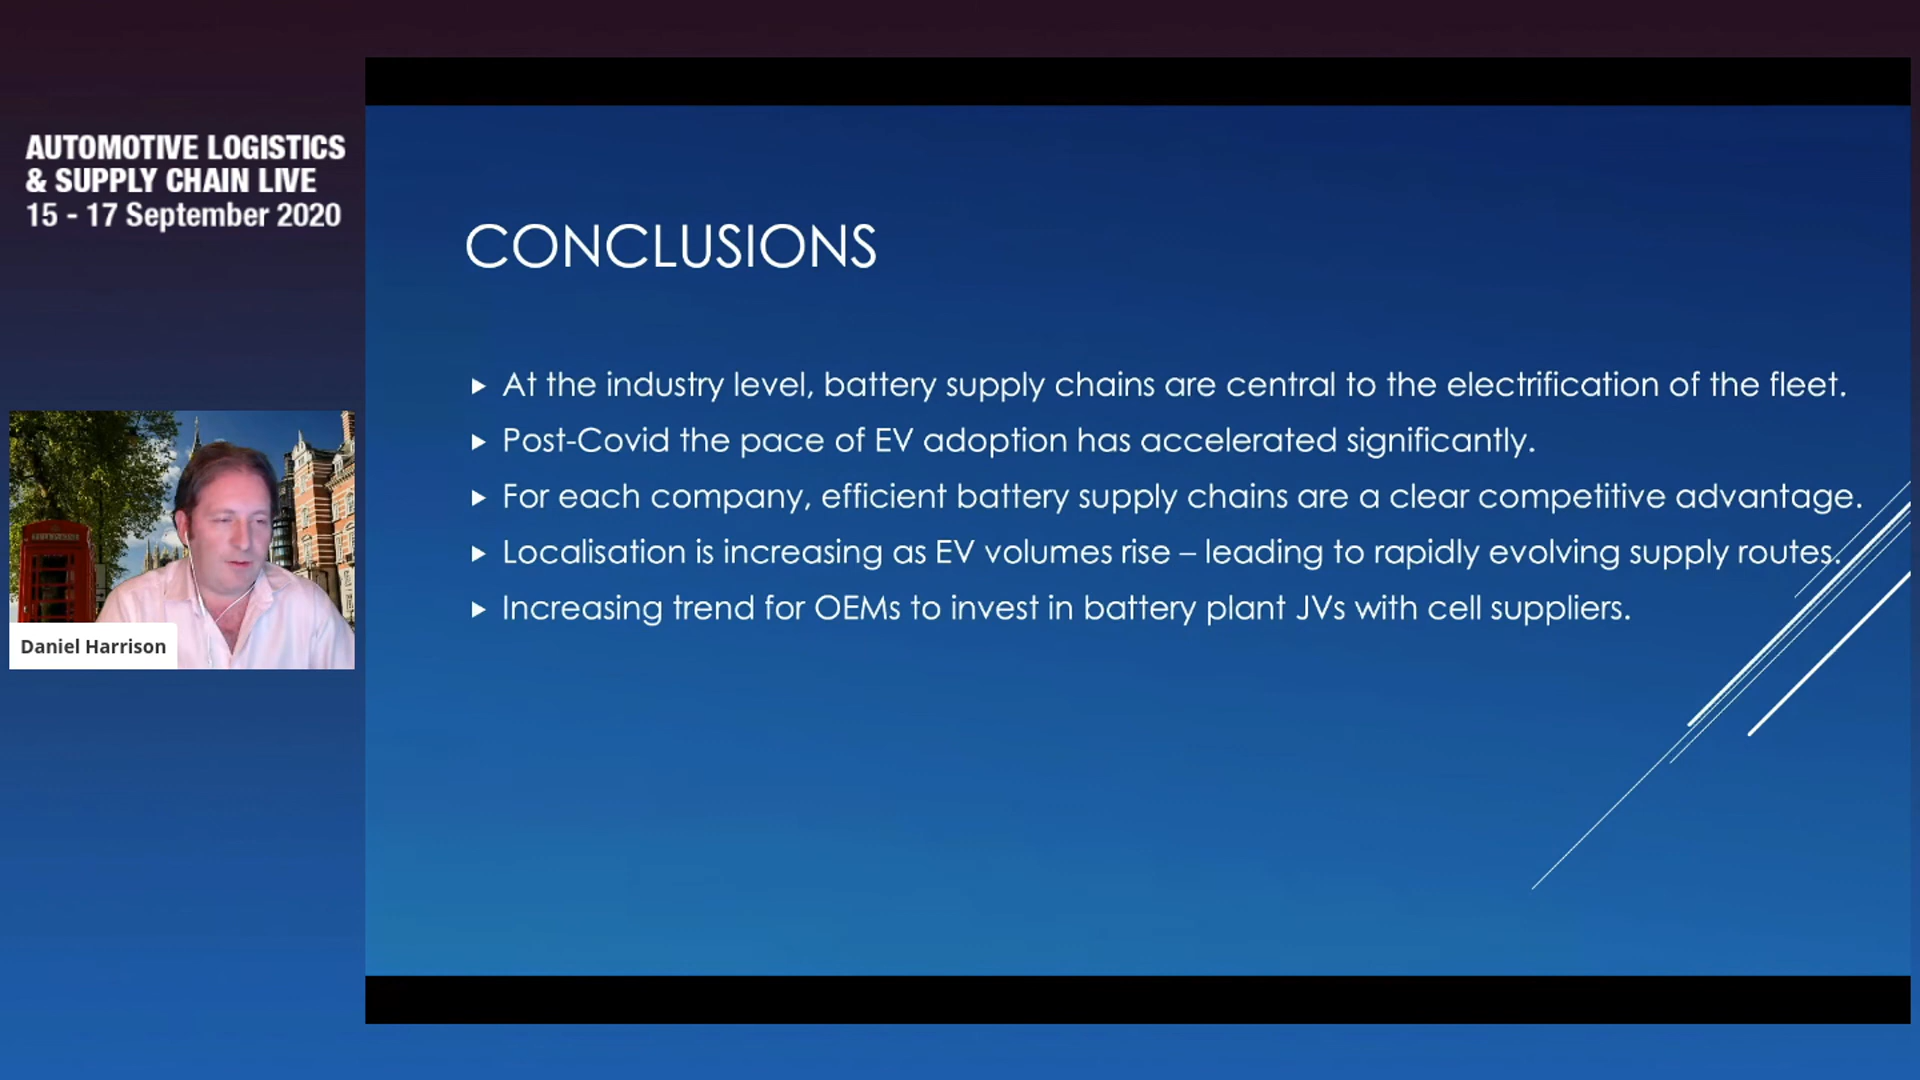 AUTOMOTIVE LOGISTICS
& SUPPLY CHAIN LIVE
15 - 17 September 2020
CONCLUSIONS
At the industry level, battery supply chains are central to the electrification of the fleet.
Post-Covid the pace of EV adoption has accelerated significantly.
For each company, efficient battery supply chains are a clear competitive advantage.
Localisation is increasing as EV volumes rise – leading to rapidly evolving supply routes.
Increasing trend for OEMs to invest in battery plant JVs with cell suppliers.
Daniel Harrison